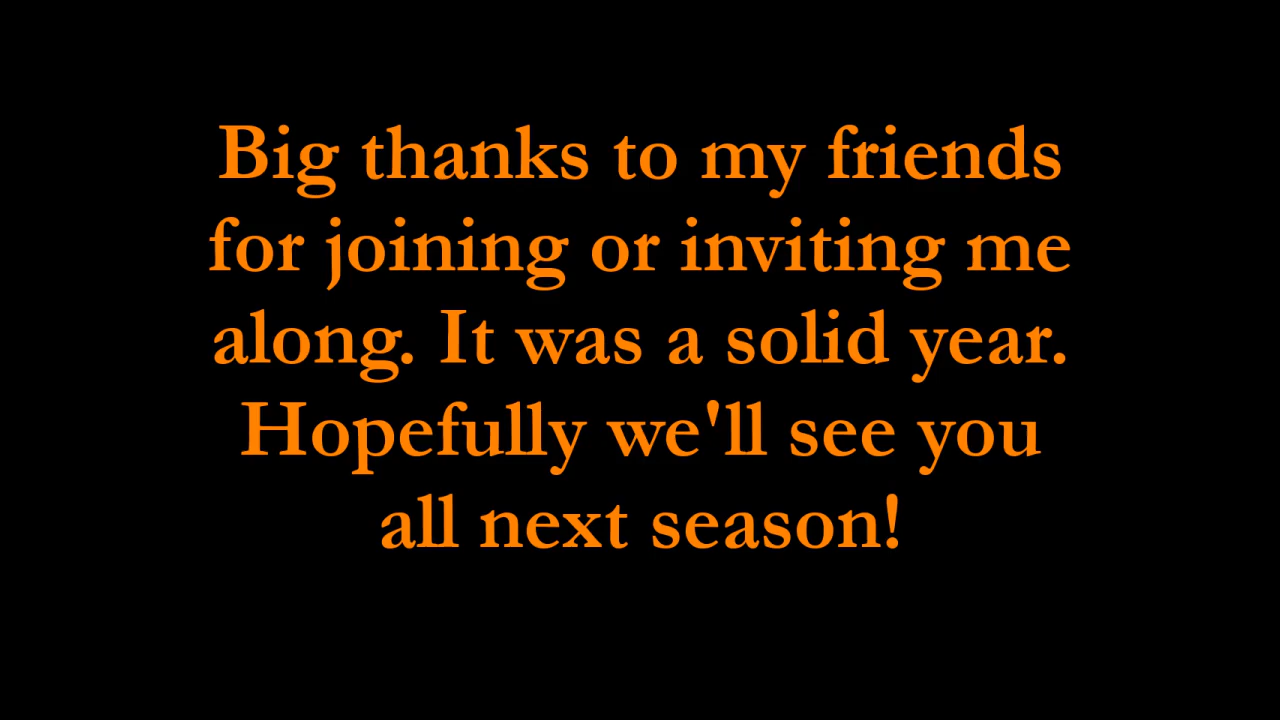 Big thanks to my friends
for joining or inviting me
along. It was a solid year.
Hopefully we'll see you
all next season!